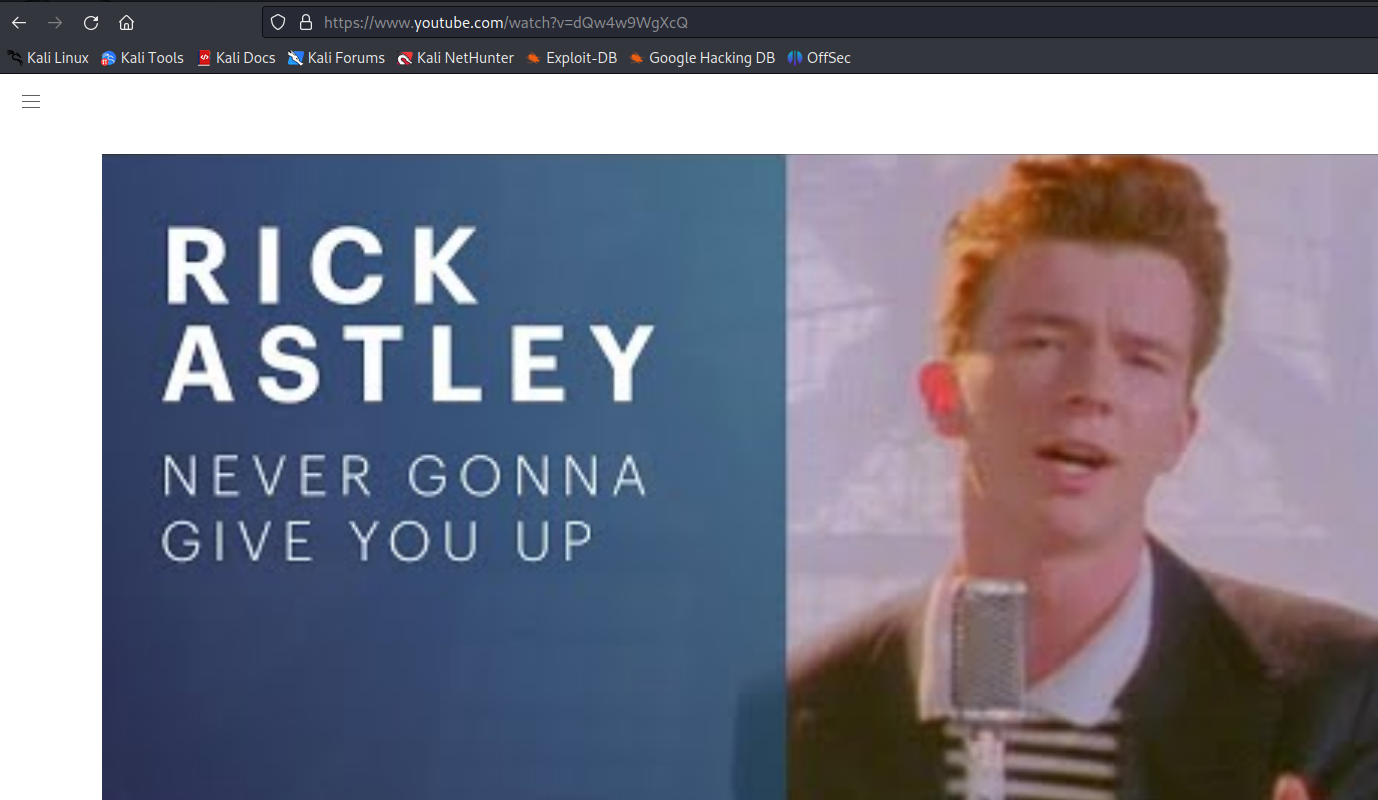 https://www.youtube.com/watch?v=dQw4w9WgXcQ
Kali Linux Kali Tools Kali Docs Kali Forums Kali NetHunter Exploit-DB Google Hacking DB OffSec
RICK
ASTLEY
NEVER GONNA
GIVE YOU UP